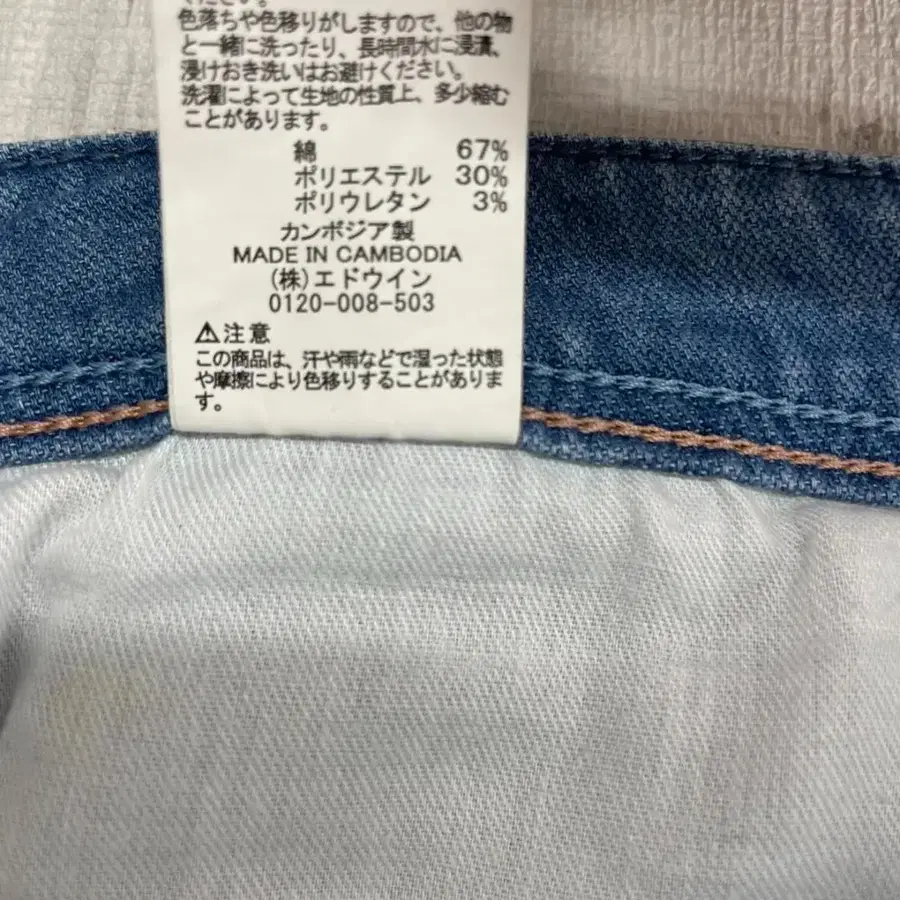 ください。
色落ちや色移りがしますので、他の物
と一緒に洗ったり、長時間水に浸漬、
浸けおき洗いはお避けください。
洗濯によって生地の性質上、多少縮む
ことがあります。
綿 67%
ポリエステル 30%
ポリウレタン 3%
カンボジア製
MADE IN CAMBODIA
(株)エドウイン
0120-008-503
⚠注意
この商品は、汗や雨などで湿った状態
や摩擦により色移りすることがありま
す。